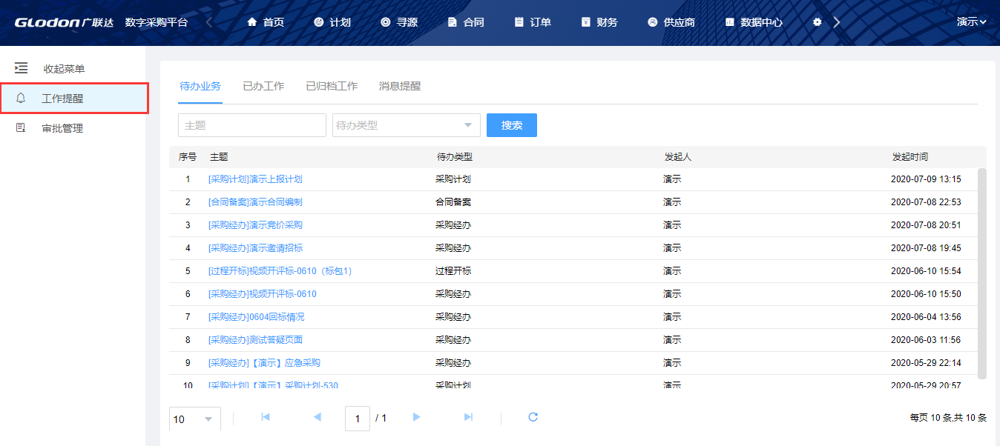 GLODON广联达 数字采购平台 首页 计划 寻源 合同 订单 财务 供应商 数据中心 演示
收起菜单
工作提醒
审批管理
待办业务 已办工作 已归档工作 消息提醒
主题 待办类型 搜索
序号 主题 待办类型 发起人 发起时间
1 [采购计划]演示上报计划 采购计划 演示 2020-07-09 13:15
2 [合同备案]演示合同编制 合同备案 演示 2020-07-08 22:53
3 [采购经办]演示竞价采购 采购经办 演示 2020-07-08 20:51
4 [采购经办]演示邀请招标 采购经办 演示 2020-07-08 19:45
5 [过程开标]视频开评标-0610（标包1） 过程开标 演示 2020-06-10 15:54
6 [采购经办]视频开评标-0610 采购经办 演示 2020-06-10 15:50
7 [采购经办]0604回标情况 采购经办 演示 2020-06-04 13:56
8 [采购经办]测试答疑页面 采购经办 演示 2020-06-03 11:56
9 [采购经办]【演示】应急采购 采购经办 演示 2020-05-29 22:14
10 [采购计划]【演示】采购计划-530 采购计划 演示 2020-05-29 20:57
10 1 / 1 每页 10 条,共 10 条